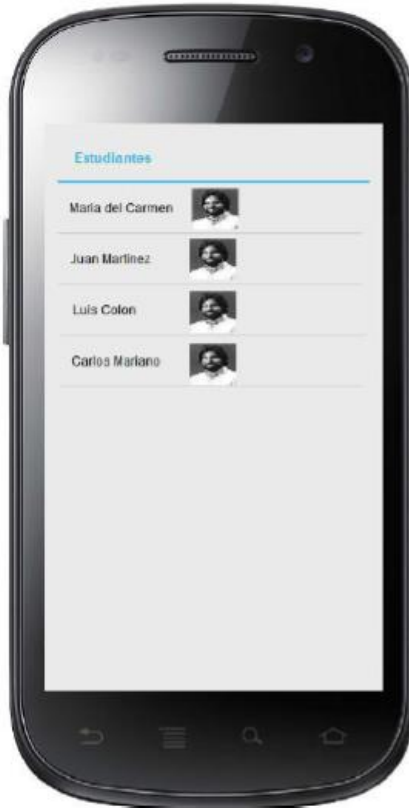 Estudiantes
Maria del Carmen
Juan Martinez
Luis Colon
Carlos Mariano